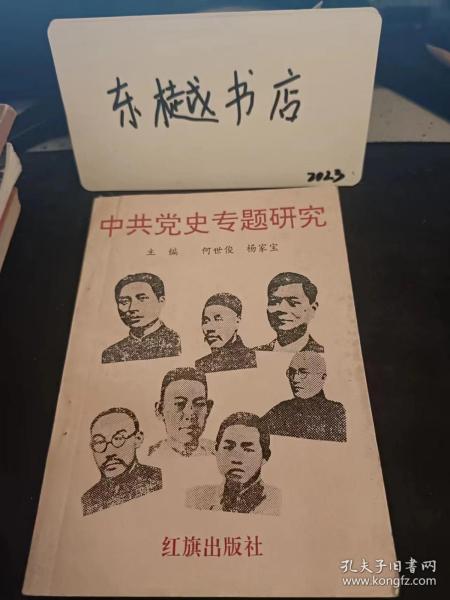 东樾书店
2023
中共党史专题研究
主 编 何世俊 杨家宝
红旗出版社
孔夫子旧书网
www.kongfz.com